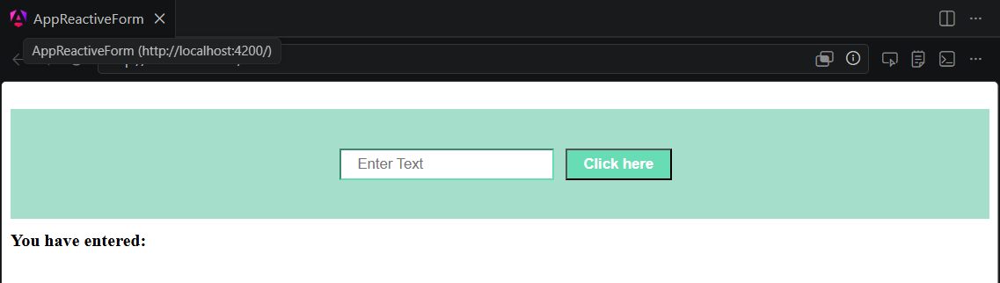 AppReactiveForm
AppReactiveForm (http://localhost:4200/)
Enter Text
Click here
You have entered: